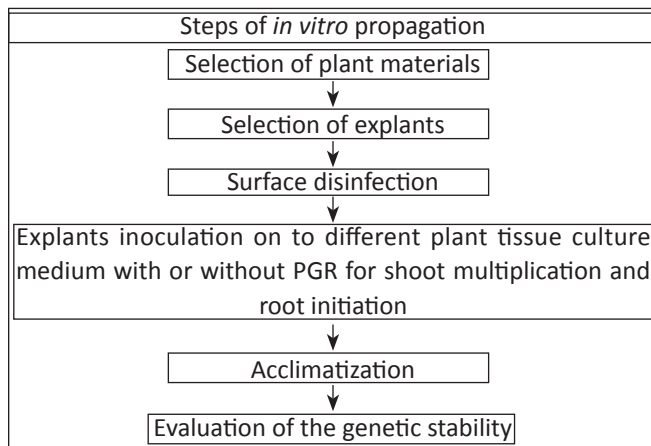 Steps of in vitro propagation
Selection of plant materials
Selection of explants
Surface disinfection
Explants inoculation on to different plant tissue culture
medium with or without PGR for shoot multiplication and
root initiation
Acclimatization
Evaluation of the genetic stability